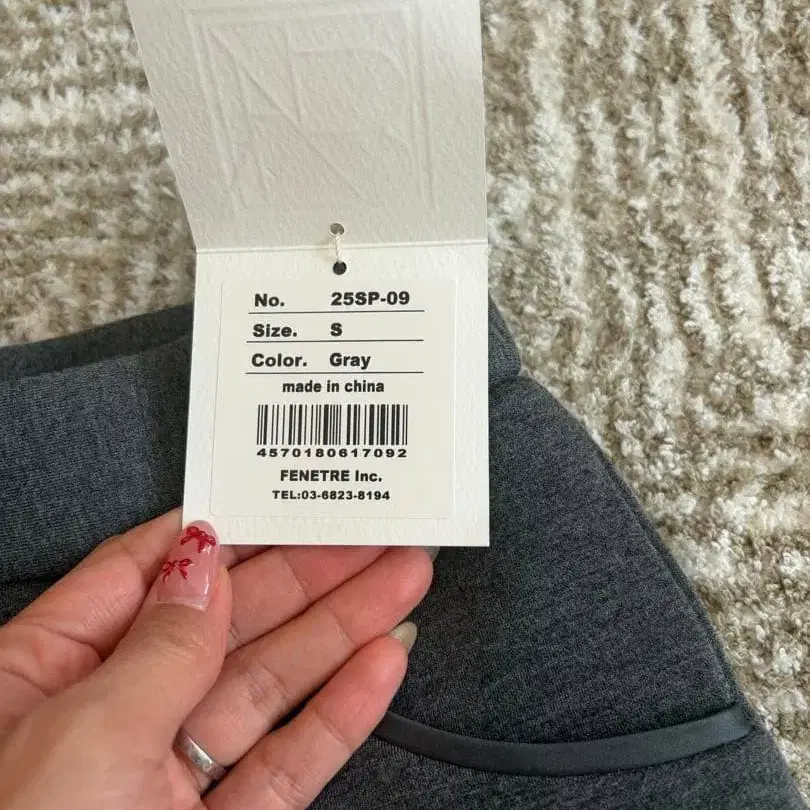 No. 25SP-09
Size. S
Color. Gray
made in china
4570180617092
FENETRE Inc.
TEL:03-6823-8194